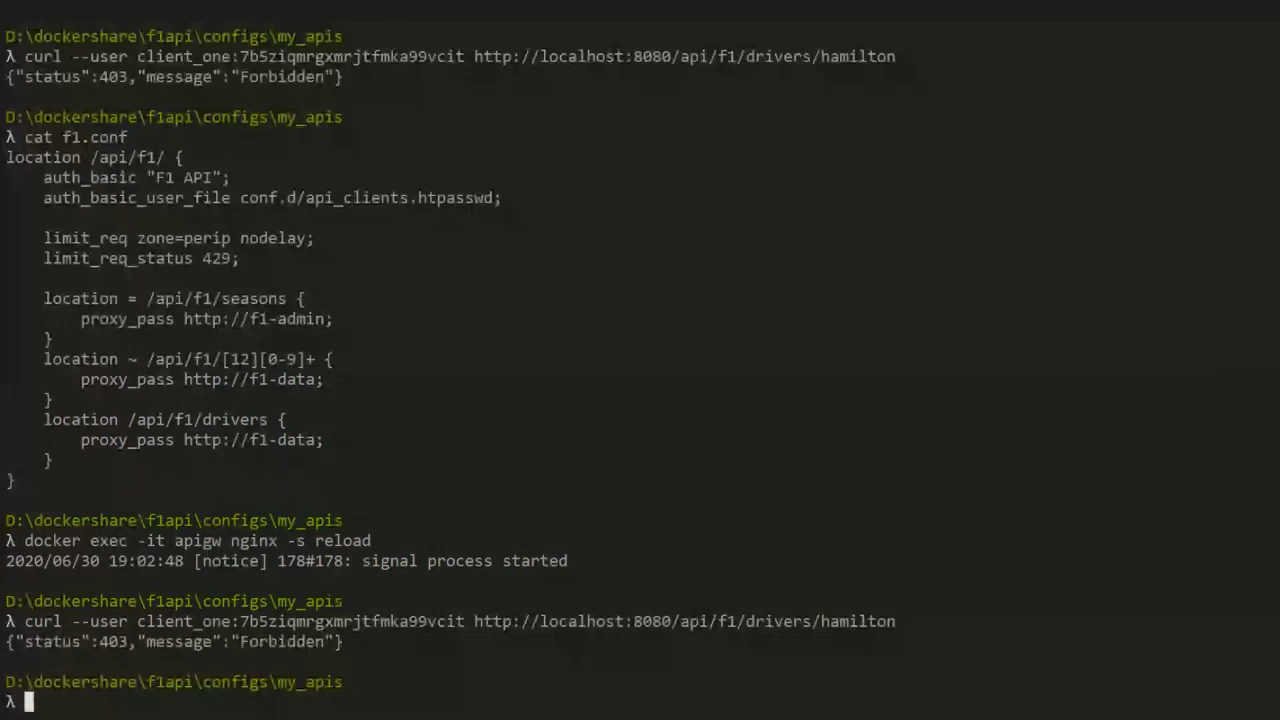 D:\dockershare\f1api\configs\my_apis
λ curl --user client_one:7b5ziqmrgxmrjtfmka99vcit http://localhost:8080/api/f1/drivers/hamilton
{"status":403,"message":"Forbidden"}
D:\dockershare\f1api\configs\my_apis
λ cat f1.conf
location /api/f1/ {
    auth_basic "F1 API";
    auth_basic_user_file conf.d/api_clients.htpasswd;
    limit_req zone=perip nodelay;
    limit_req_status 429;
    location = /api/f1/seasons {
        proxy_pass http://f1-admin;
    }
    location ~ /api/f1/[12][0-9]+ {
        proxy_pass http://f1-data;
    }
    location /api/f1/drivers {
        proxy_pass http://f1-data;
    }
}
D:\dockershare\f1api\configs\my_apis
λ docker exec -it apigw nginx -s reload
2020/06/30 19:02:48 [notice] 178#178: signal process started
D:\dockershare\f1api\configs\my_apis
λ curl --user client_one:7b5ziqmrgxmrjtfmka99vcit http://localhost:8080/api/f1/drivers/hamilton
{"status":403,"message":"Forbidden"}
D:\dockershare\f1api\configs\my_apis
λ